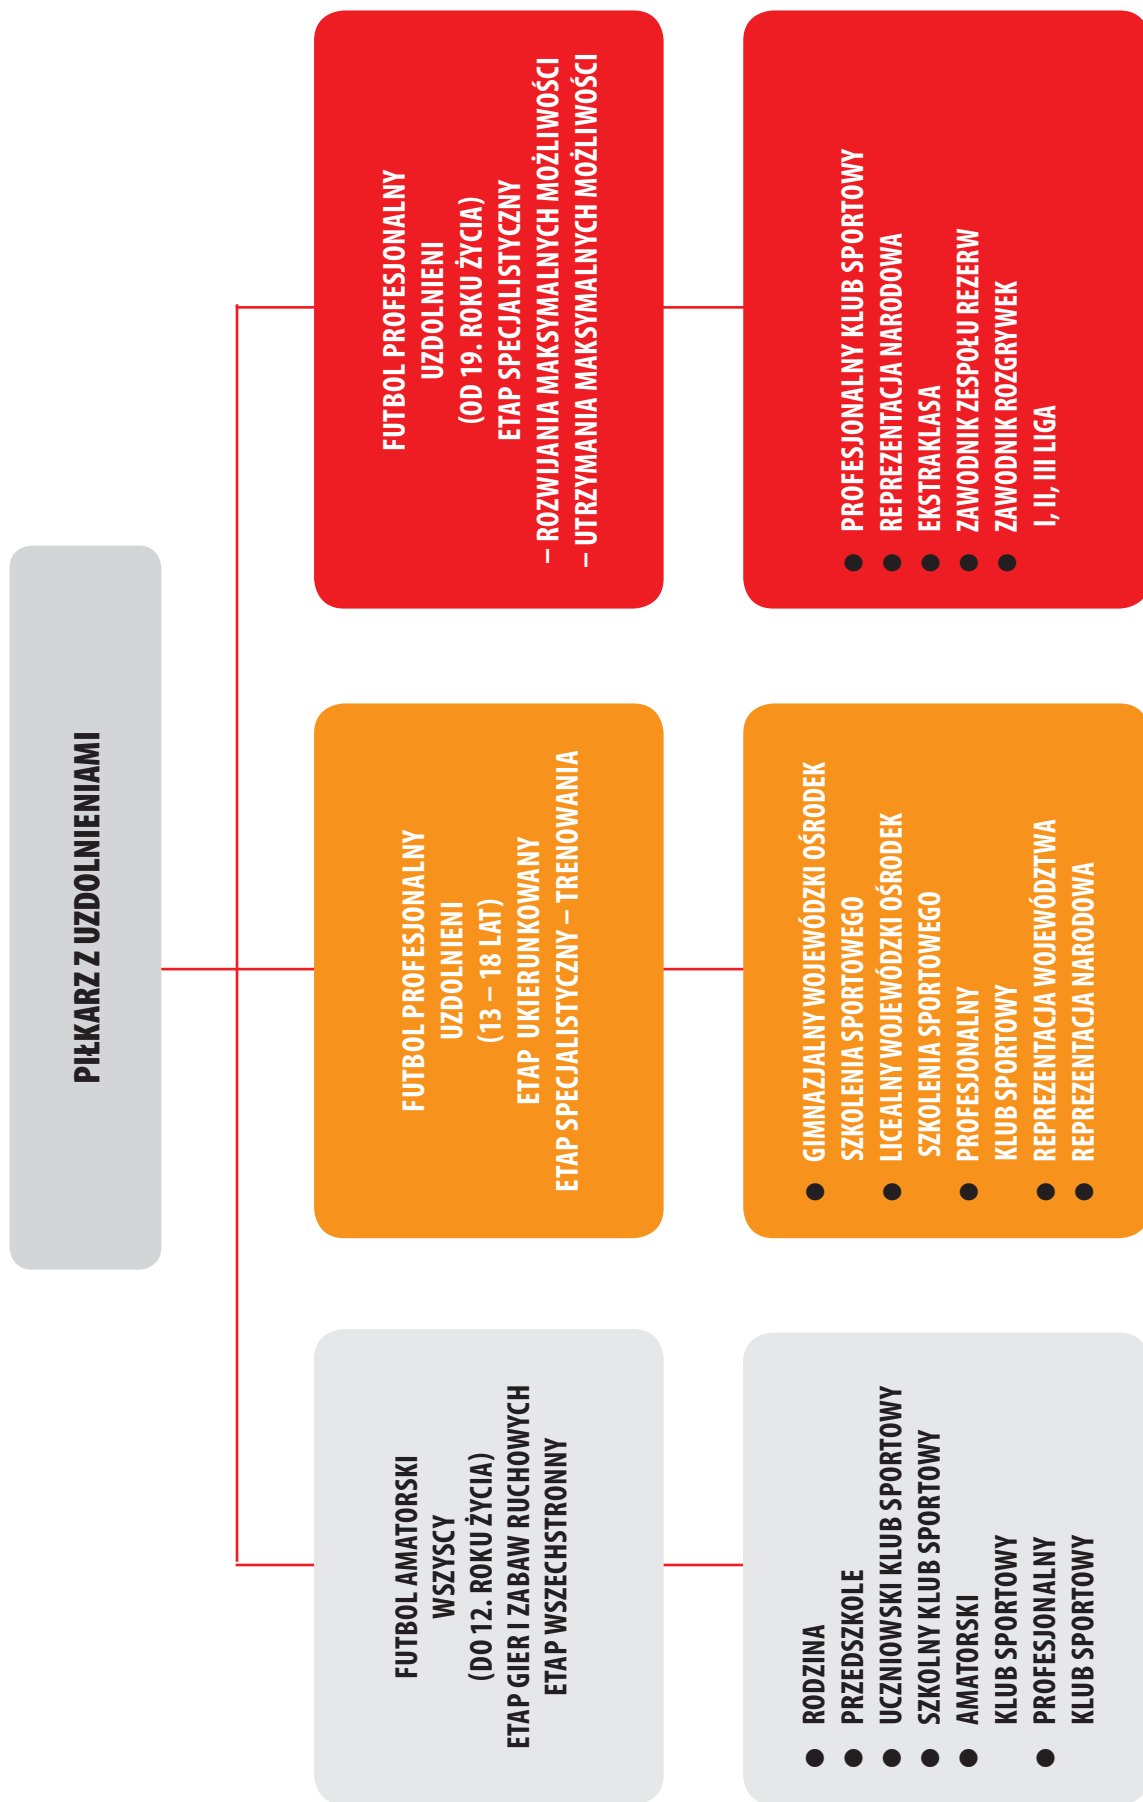 PIŁKARZ Z UZDOLNIENIAMI
FUTBOL AMATORSKI
WSZYSCY
(DO 12. ROKU ŻYCIA)
ETAP GIER I ZABAW RUCHOWYCH
ETAP WSZECHSTRONNY
● RODZINA
● PRZEDSZKOLE
● UCZNIOWSKI KLUB SPORTOWY
● SZKOLNY KLUB SPORTOWY
● AMATORSKI
KLUB SPORTOWY
● PROFESJONALNY
KLUB SPORTOWY
FUTBOL PROFESJONALNY
UZDOLNIENI
(13 – 18 LAT)
ETAP UKIERUNKOWANY
ETAP SPECJALISTYCZNY – TRENOWANIA
● GIMNAZJALNY WOJEWÓDZKI OŚRODEK
SZKOLENIA SPORTOWEGO
● LICEALNY WOJEWÓDZKI OŚRODEK
SZKOLENIA SPORTOWEGO
● PROFESJONALNY
KLUB SPORTOWY
● REPREZENTACJA WOJEWÓDZTWA
● REPREZENTACJA NARODOWA
FUTBOL PROFESJONALNY
UZDOLNIENI
(OD 19. ROKU ŻYCIA)
ETAP SPECJALISTYCZNY
– ROZWIJANIA MAKSYMALNYCH MOŻLIWOŚCI
– UTRZYMANIA MAKSYMALNYCH MOŻLIWOŚCI
● PROFESJONALNY KLUB SPORTOWY
● REPREZENTACJA NARODOWA
● EKSTRAKLASA
● ZAWODNIK ZESPOŁU REZERW
● ZAWODNIK ROZGRYWEK
I, II, III LIGA